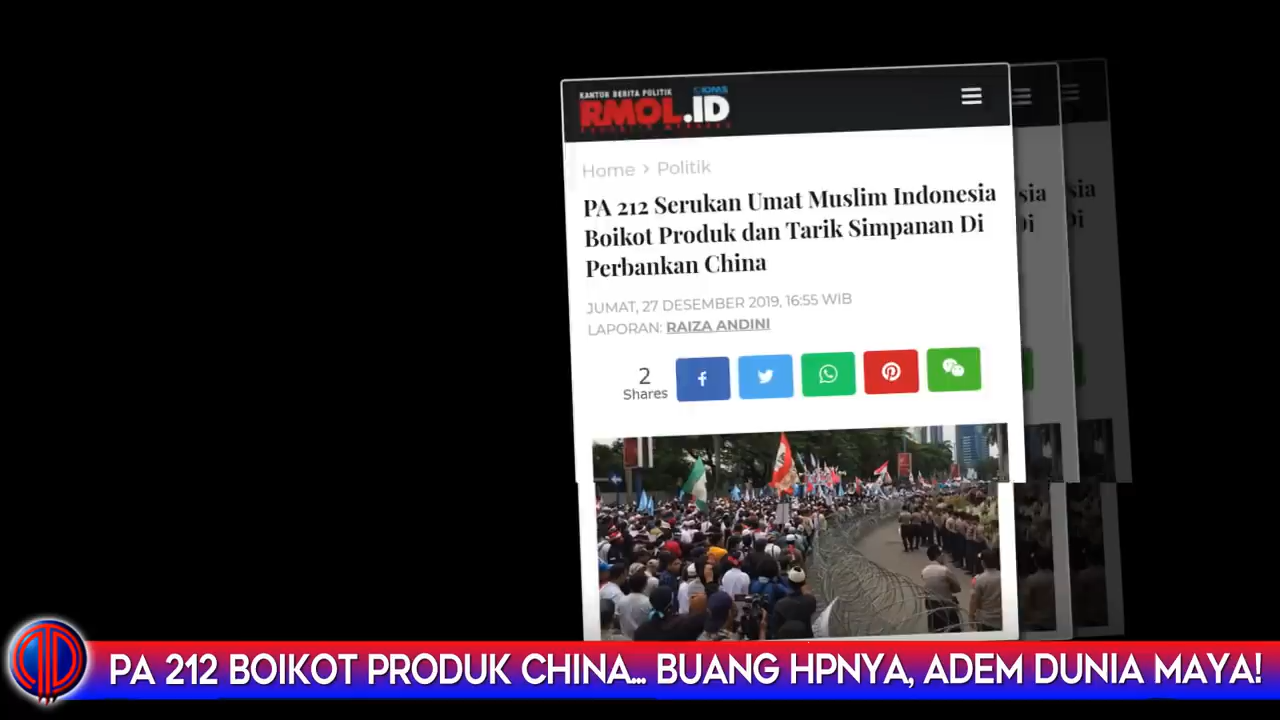 KANTOR BERITA POLITIK
RMOL.ID
Home > Politik
PA 212 Serukan Umat Muslim Indonesia
Boikot Produk dan Tarik Simpanan Di
Perbankan China
JUMAT, 27 DESEMBER 2019, 16:55 WIB
LAPORAN: RAIZA ANDINI
2
Shares
PA 212 BOIKOT PRODUK CHINA... BUANG HPNYA, ADEM DUNIA MAYA!